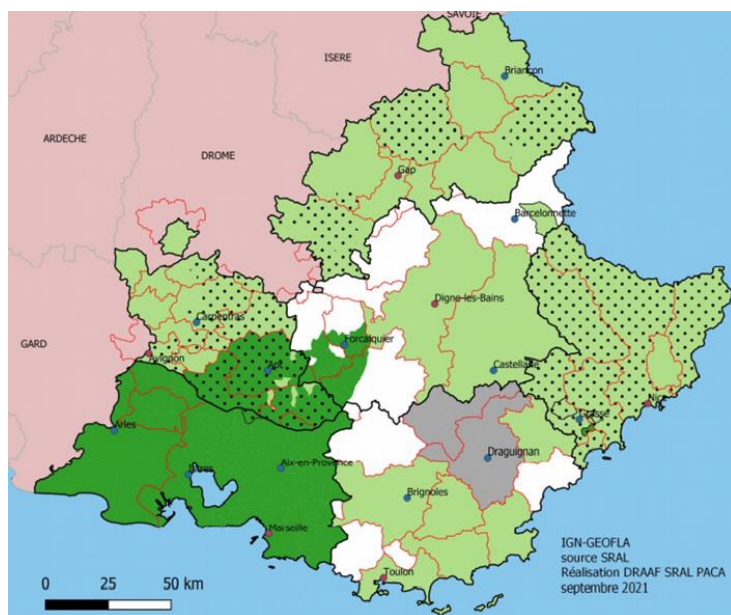 SAVOIE
ISERE
Briançon
ARDECHE
DROME
Gap
Barcelonnette
Digne-les-Bains
Carpentras
Forcalquier
GARD
Avignon
Apt
Castellane
Nice
Grasse
Arles
Istres
Aix-en-Provence
Draguignan
Brignoles
Marseille
Toulon
IGN-GEOFLA
source SRAL
Réalisation DRAAF SRAL PACA
septembre 2021
0 25 50 km